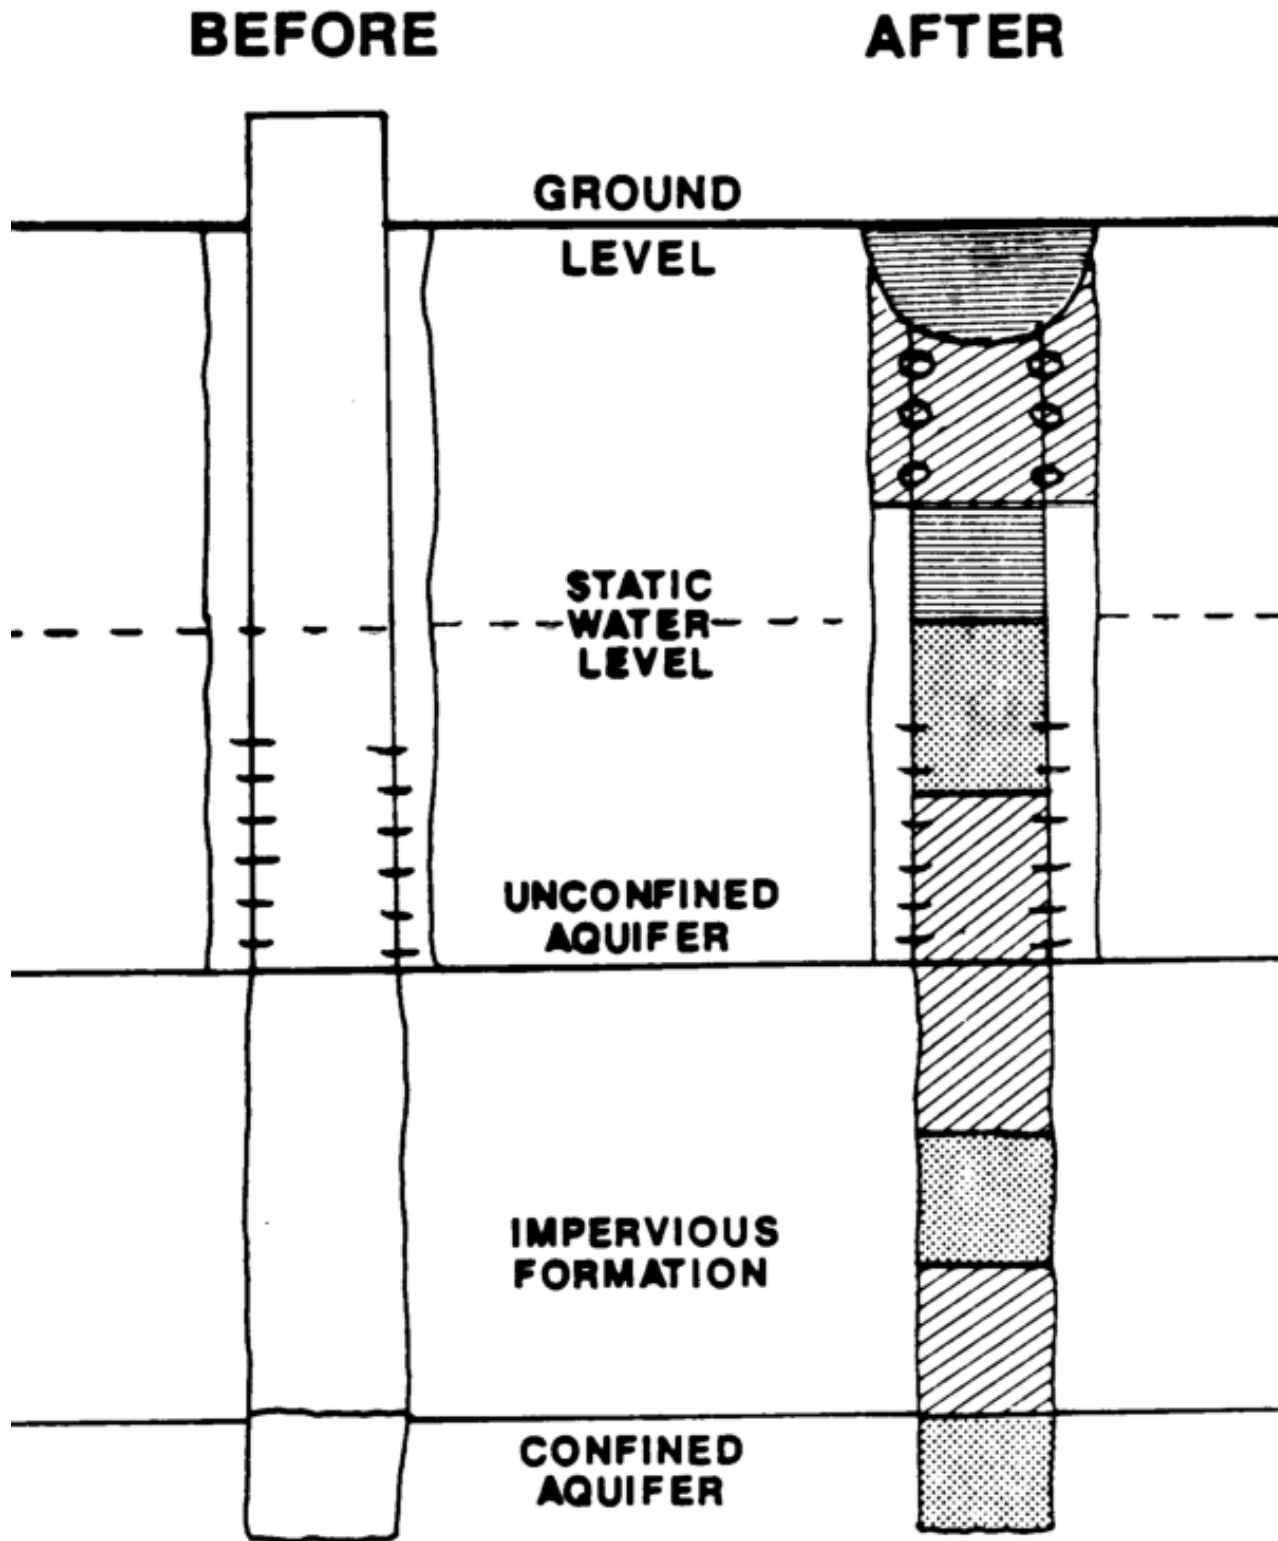 BEFORE
AFTER
GROUND
LEVEL
STATIC
WATER
LEVEL
UNCONFINED
AQUIFER
IMPERVIOUS
FORMATION
CONFINED
AQUIFER